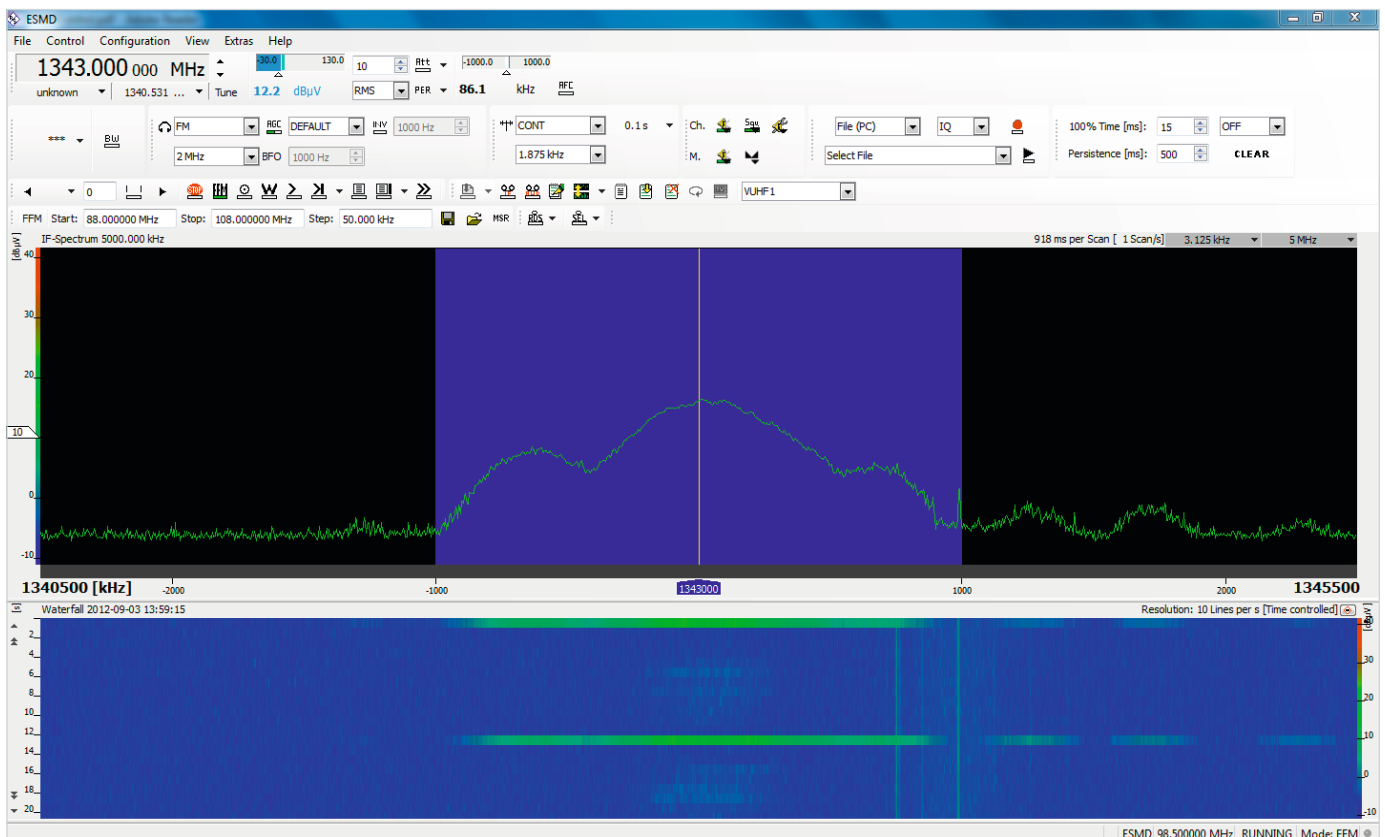 ESMD
File Control Configuration View Extras Help
1343.000 000 MHz -30.0 130.0 10 Att -1000.0 1000.0
unknown 1340.531 ... Tune 12.2 dBµV RMS PER 86.1 kHz AFC
*** BW FM AGC DEFAULT INV 1000 Hz CONT 0.1 s Ch. Squ File (PC) IQ 100% Time [ms]: 15 OFF
2 MHz BFO 1000 Hz 1.875 kHz M. Select File Persistence [ms]: 500 CLEAR
0 STOP VUHF1
FFM Start: 88.000000 MHz Stop: 108.000000 MHz Step: 50.000 kHz MSR RDS SEL
[dBµV] IF-Spectrum 5000.000 kHz 918 ms per Scan [ 1 Scan/s] 3.125 kHz 5 MHz
40
30
20
10
0
-10
1340500 [kHz] -2000 -1000 1343000 1000 2000 1345500
[s] Waterfall 2012-09-03 13:59:15 Resolution: 10 Lines per s [Time controlled] [dBµV]
2
4
6 30
8
10 20
12 10
14
16 0
18
20 -10
ESMD 98.500000 MHz RUNNING Mode: FFM